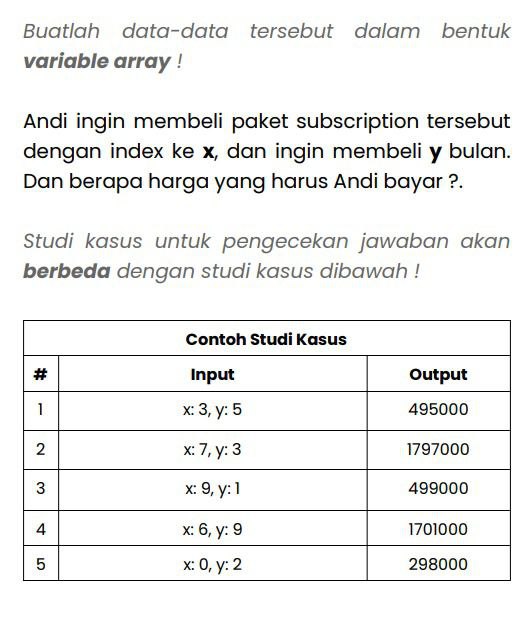 Buatlah data-data tersebut dalam bentuk
variable array !
Andi ingin membeli paket subscription tersebut
dengan index ke x, dan ingin membeli y bulan.
Dan berapa harga yang harus Andi bayar ?.
Studi kasus untuk pengecekan jawaban akan
berbeda dengan studi kasus dibawah !
Contoh Studi Kasus
# Input Output
1 x: 3, y: 5 495000
2 x: 7, y: 3 1797000
3 x: 9, y: 1 499000
4 x: 6, y: 9 1701000
5 x: 0, y: 2 298000